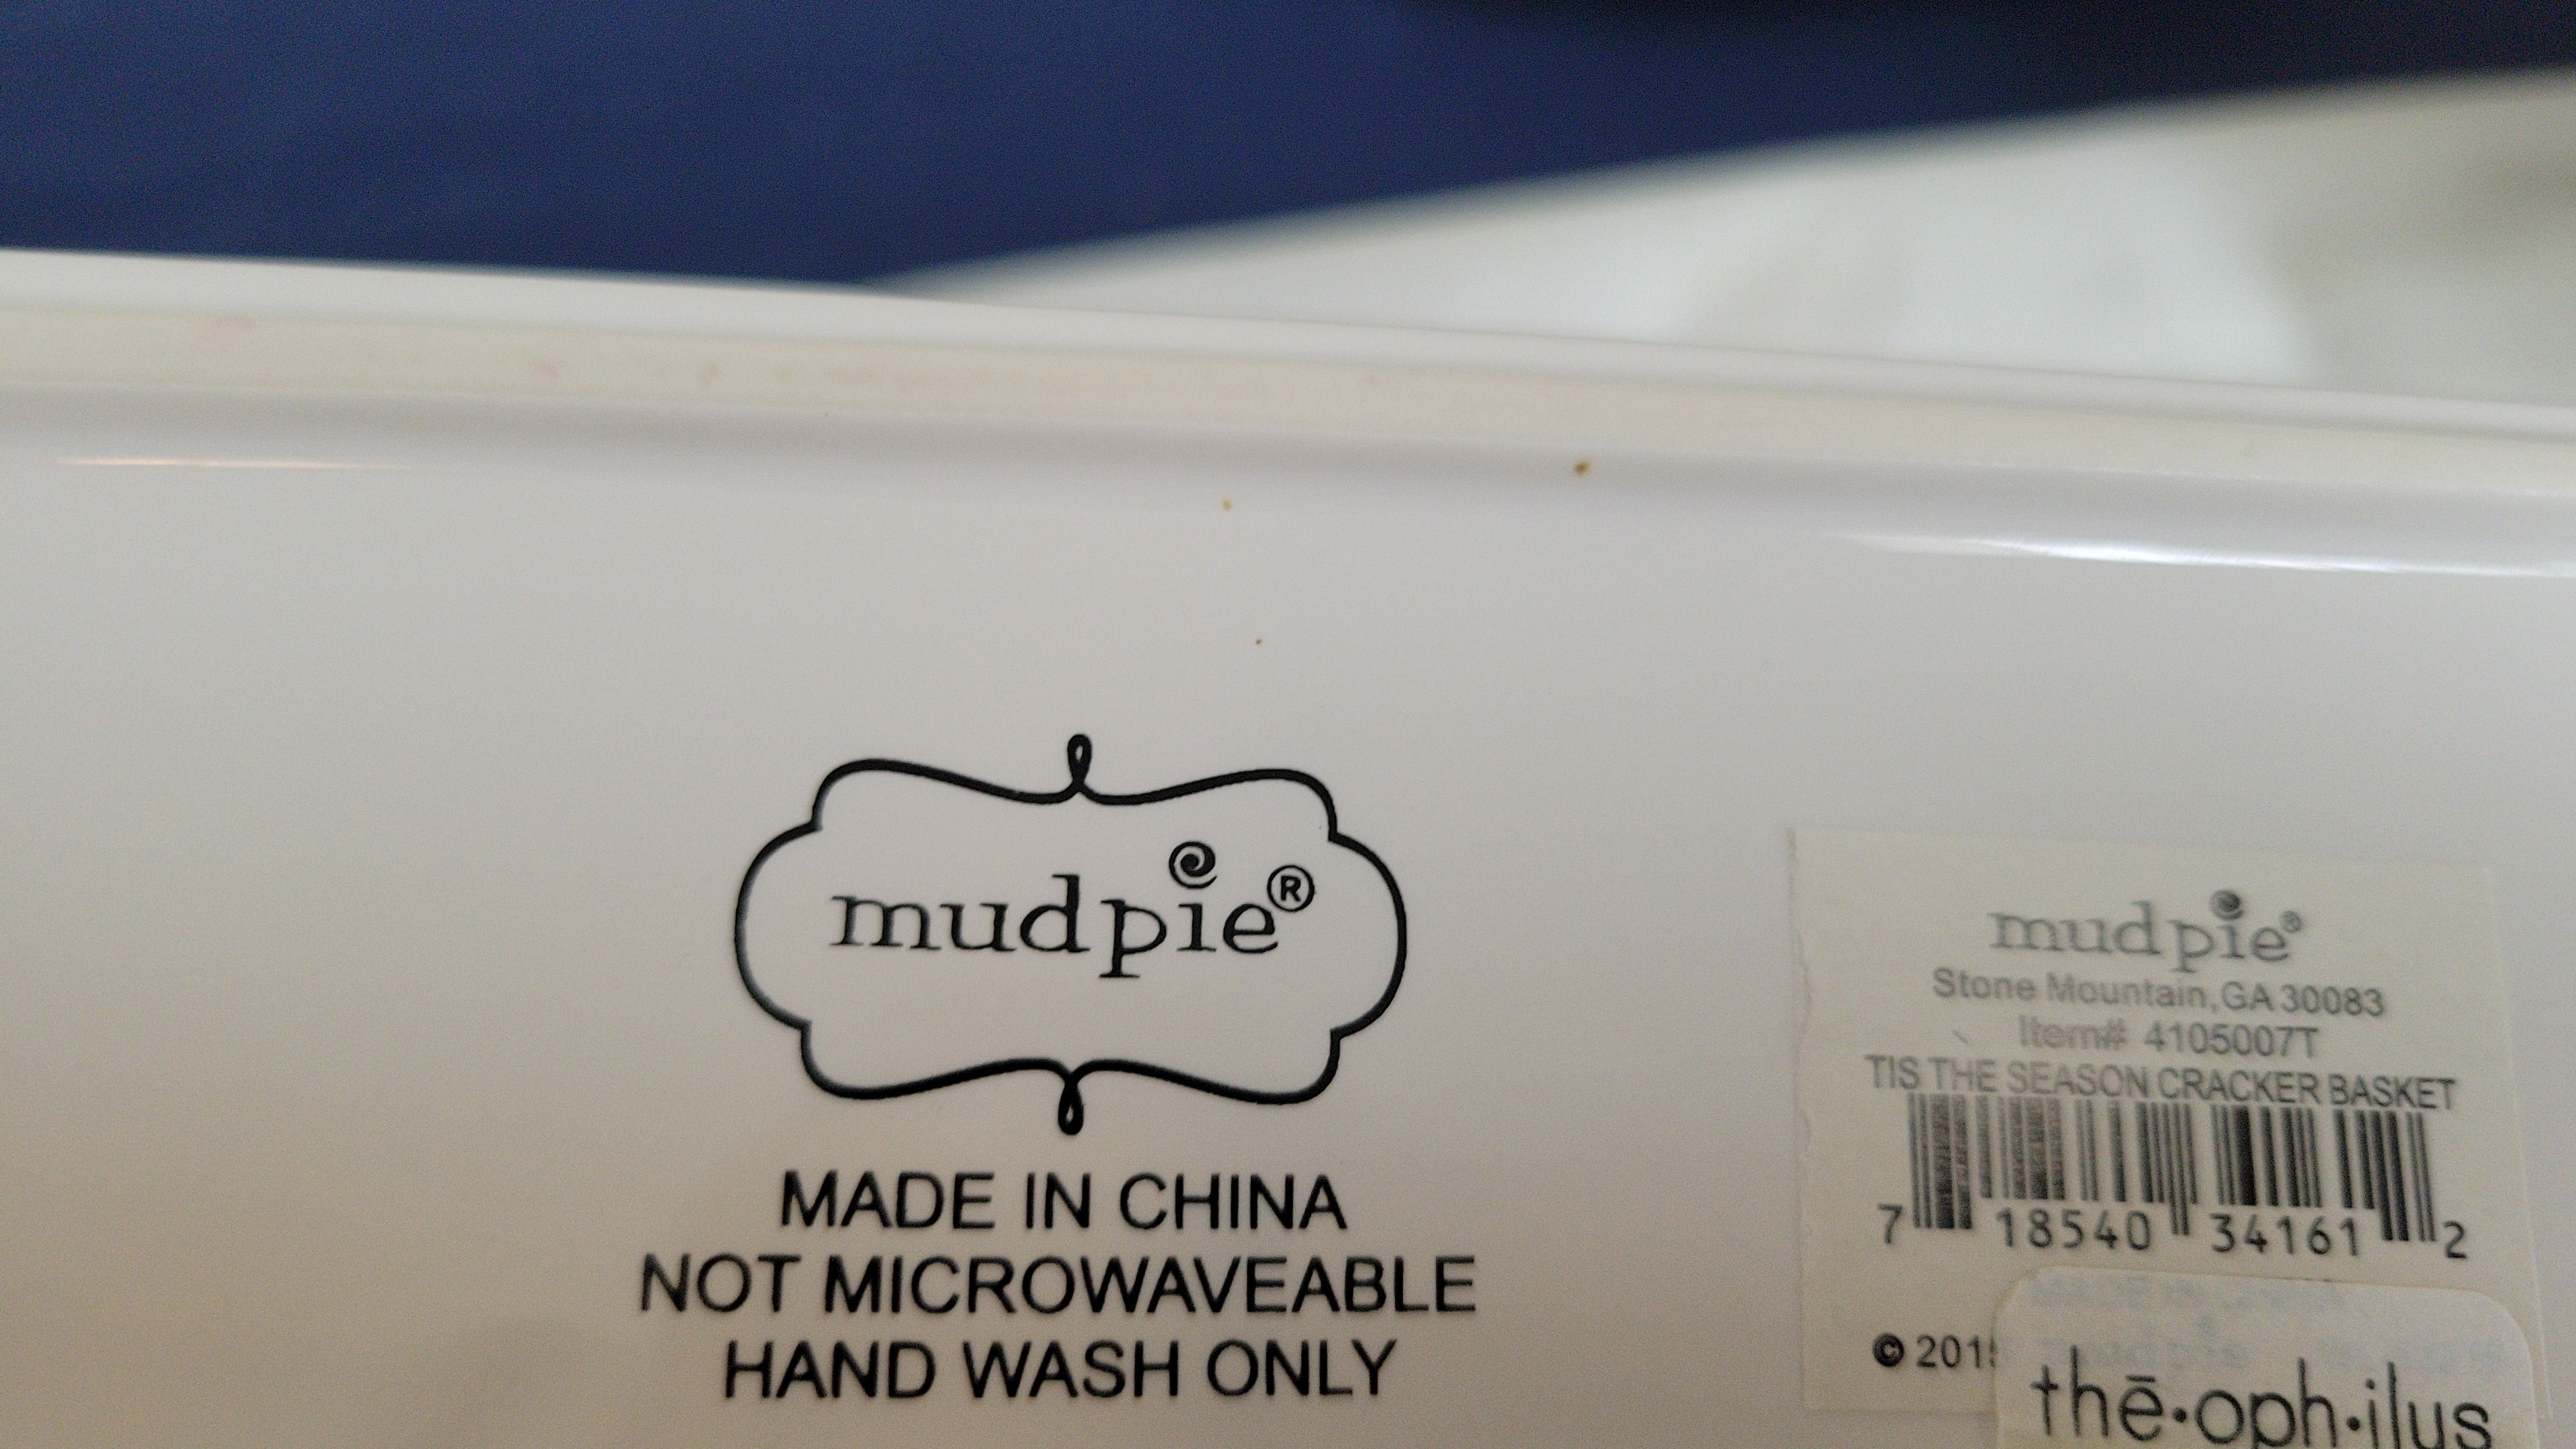 mudpie®
MADE IN CHINA
NOT MICROWAVEABLE
HAND WASH ONLY
mudpie®
Stone Mountain, GA 30083
Item# 4105007T
TIS THE SEASON CRACKER BASKET
7 18540 34161 2
© 201
thē•oph•ilus